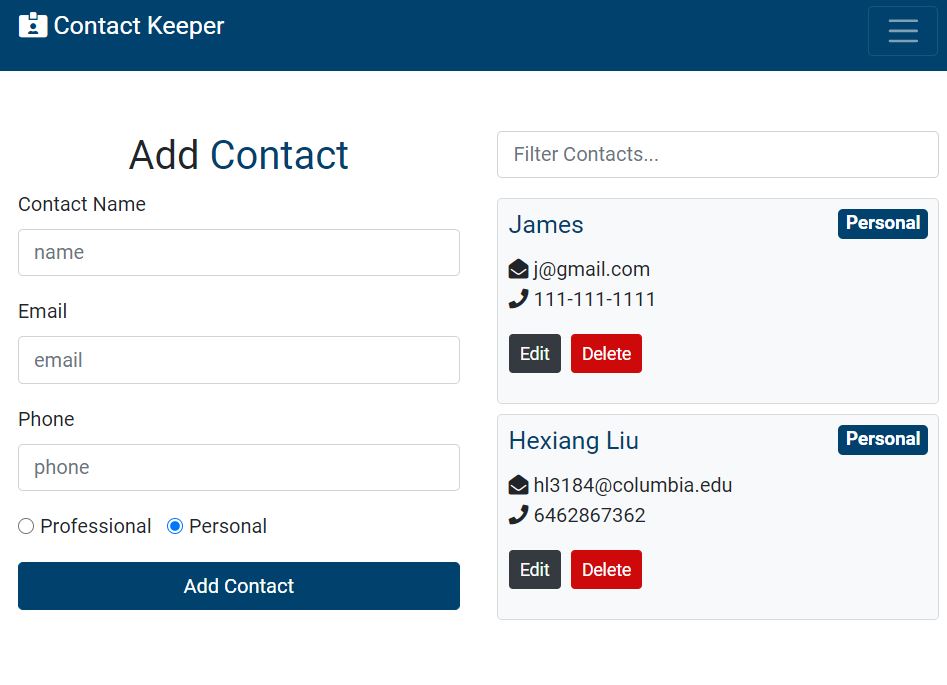 Contact Keeper
Add Contact
Contact Name
name
Email
email
Phone
phone
Professional Personal
Add Contact
Filter Contacts...
James Personal
j@gmail.com
111-111-1111
Edit Delete
Hexiang Liu Personal
hl3184@columbia.edu
6462867362
Edit Delete